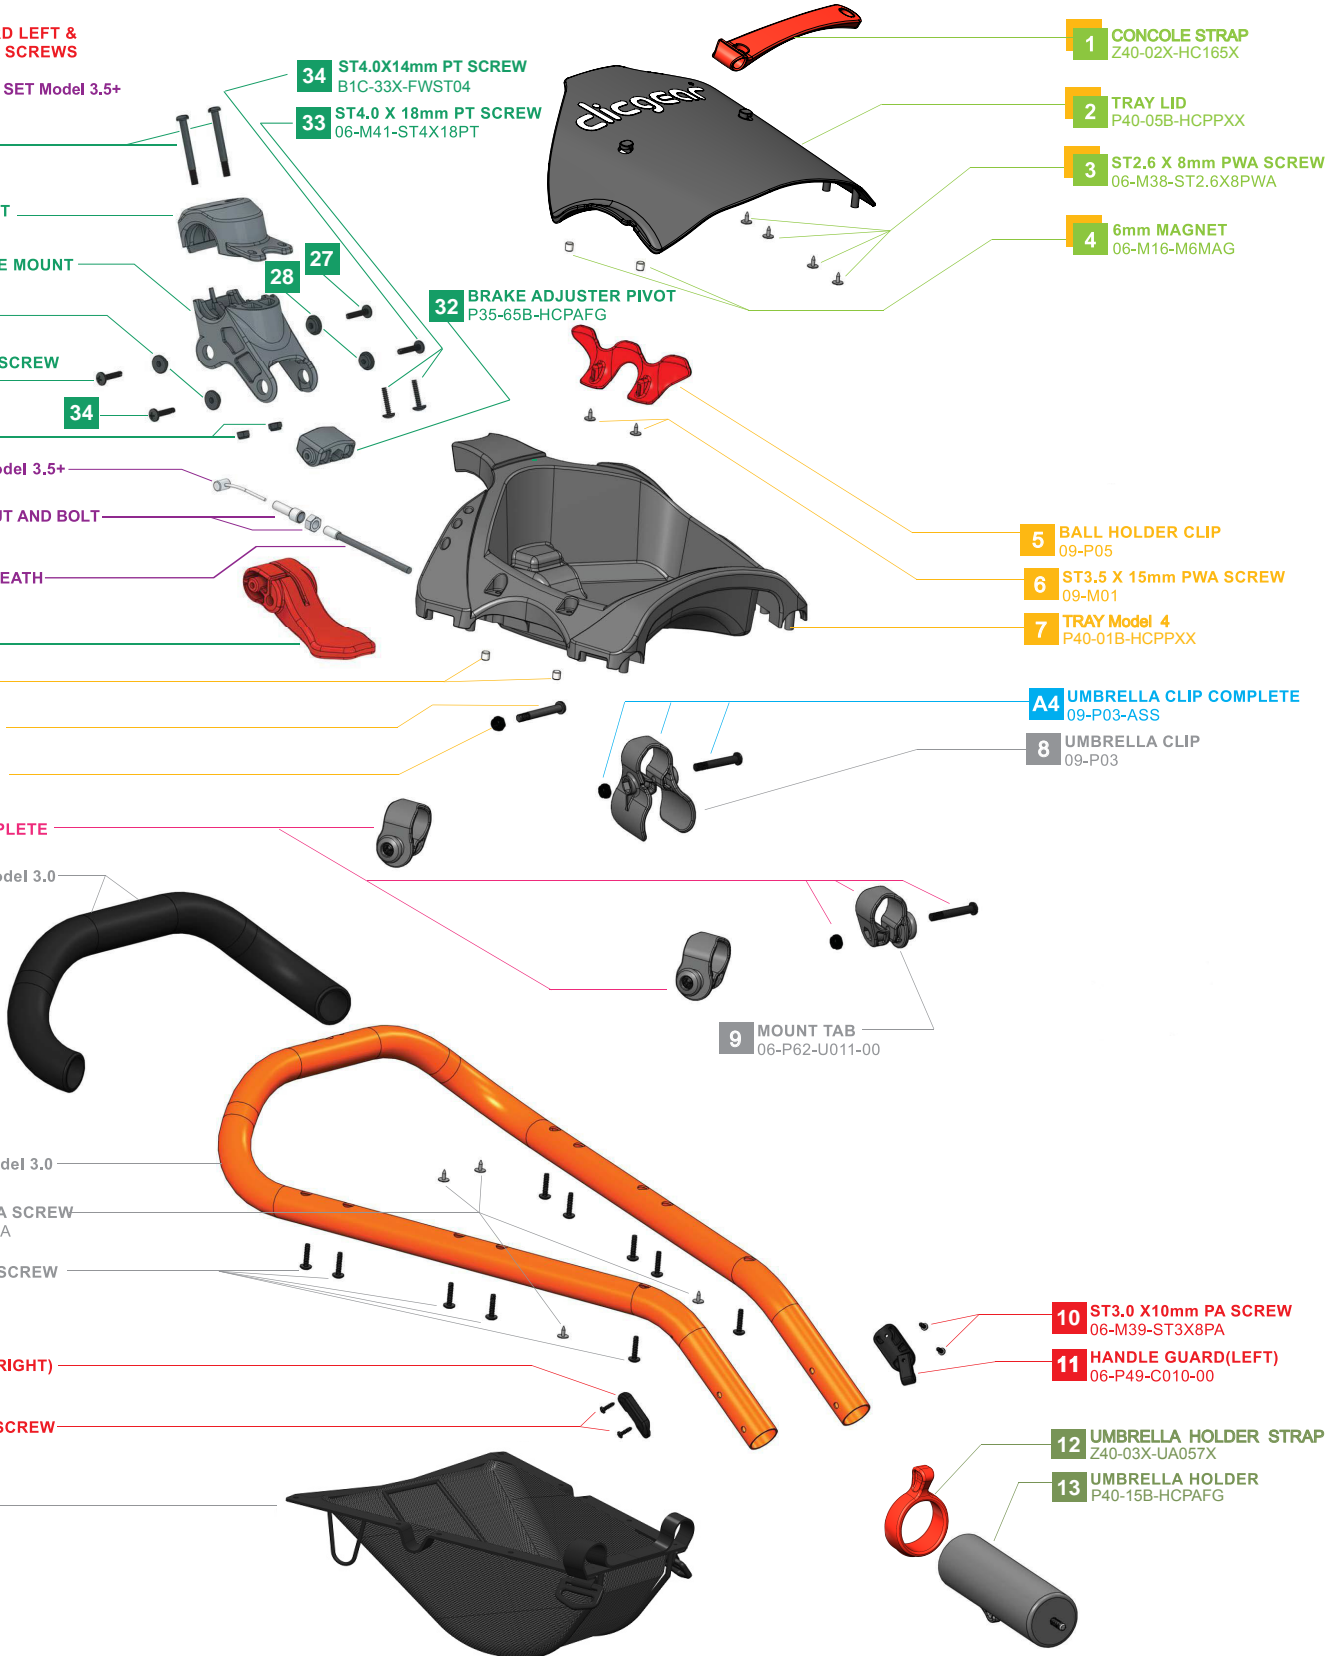 D LEFT &
SCREWS
SET Model 3.5+
34 ST4.0X14mm PT SCREW
B1C-33X-FWST04
33 ST4.0 X 18mm PT SCREW
06-M41-ST4X18PT
clicgear
1 CONCOLE STRAP
Z40-02X-HC165X
2 TRAY LID
P40-05B-HCPPXX
3 ST2.6 X 8mm PWA SCREW
06-M38-ST2.6X8PWA
4 6mm MAGNET
06-M16-M6MAG
T
E MOUNT
28
27
32 BRAKE ADJUSTER PIVOT
P35-65B-HCPAFG
SCREW
34
odel 3.5+
UT AND BOLT
EATH
5 BALL HOLDER CLIP
09-P05
6 ST3.5 X 15mm PWA SCREW
09-M01
7 TRAY Model 4
P40-01B-HCPPXX
A4 UMBRELLA CLIP COMPLETE
09-P03-ASS
8 UMBRELLA CLIP
09-P03
PLETE
odel 3.0
9 MOUNT TAB
06-P62-U011-00
del 3.0
A SCREW
A
SCREW
10 ST3.0 X10mm PA SCREW
06-M39-ST3X8PA
11 HANDLE GUARD(LEFT)
06-P49-C010-00
RIGHT)
SCREW
12 UMBRELLA HOLDER STRAP
Z40-03X-UA057X
13 UMBRELLA HOLDER
P40-15B-HCPAFG